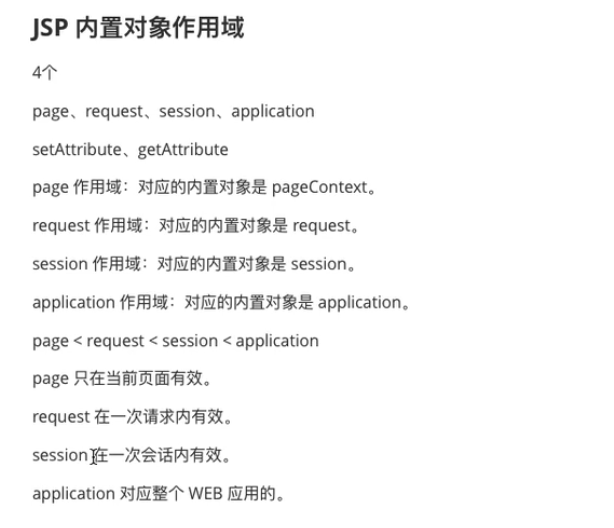 JSP 内置对象作用域
4个
page、request、session、application
setAttribute、getAttribute
page 作用域：对应的内置对象是 pageContext。
request 作用域：对应的内置对象是 request。
session 作用域：对应的内置对象是 session。
application 作用域：对应的内置对象是 application。
page < request < session < application
page 只在当前页面有效。
request 在一次请求内有效。
session 在一次会话内有效。
application 对应整个 WEB 应用的。